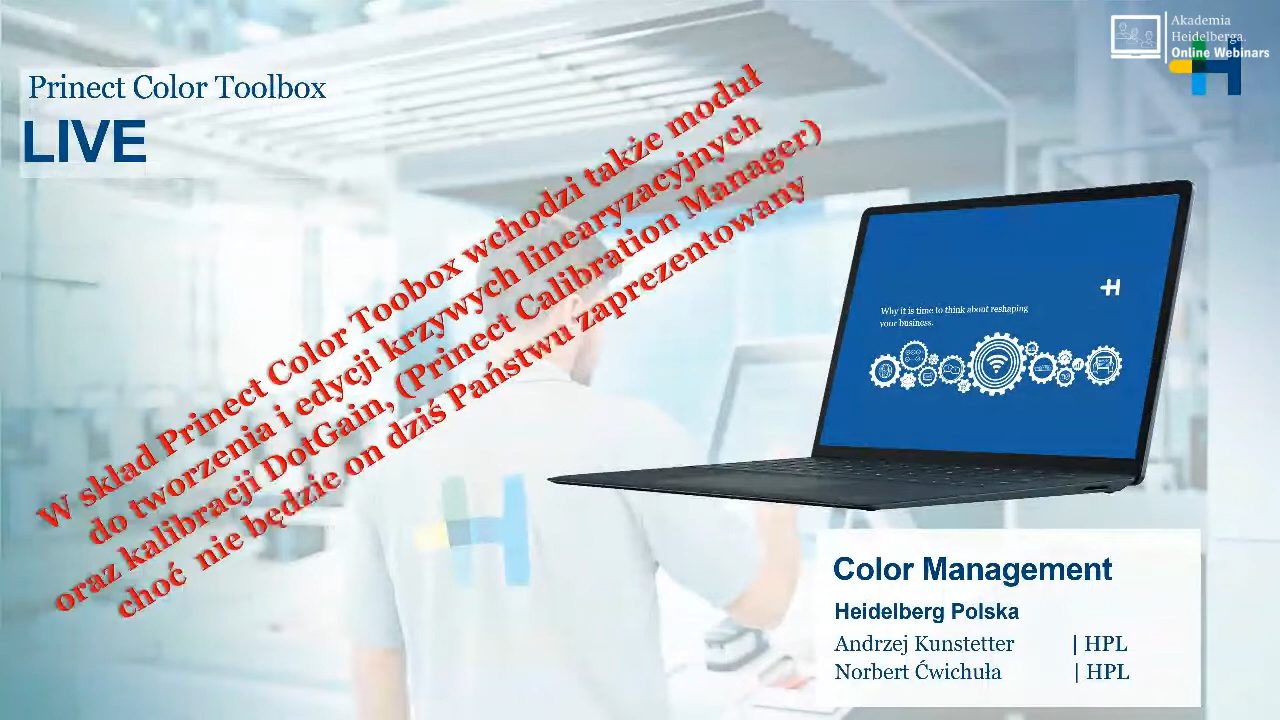 Akademia
Heidelberga.
Online Webinars
Prinect Color Toolbox
LIVE
W skład Prinect Color Toobox wchodzi także moduł
do tworzenia i edycji krzywych linearyzacyjnych
oraz kalibracji DotGain, (Prinect Calibration Manager)
choć nie będzie on dziś Państwu zaprezentowany
Why it is time to think about reshaping
your business.
Color Management
Heidelberg Polska
Andrzej Kunstetter | HPL
Norbert Ćwichuła | HPL